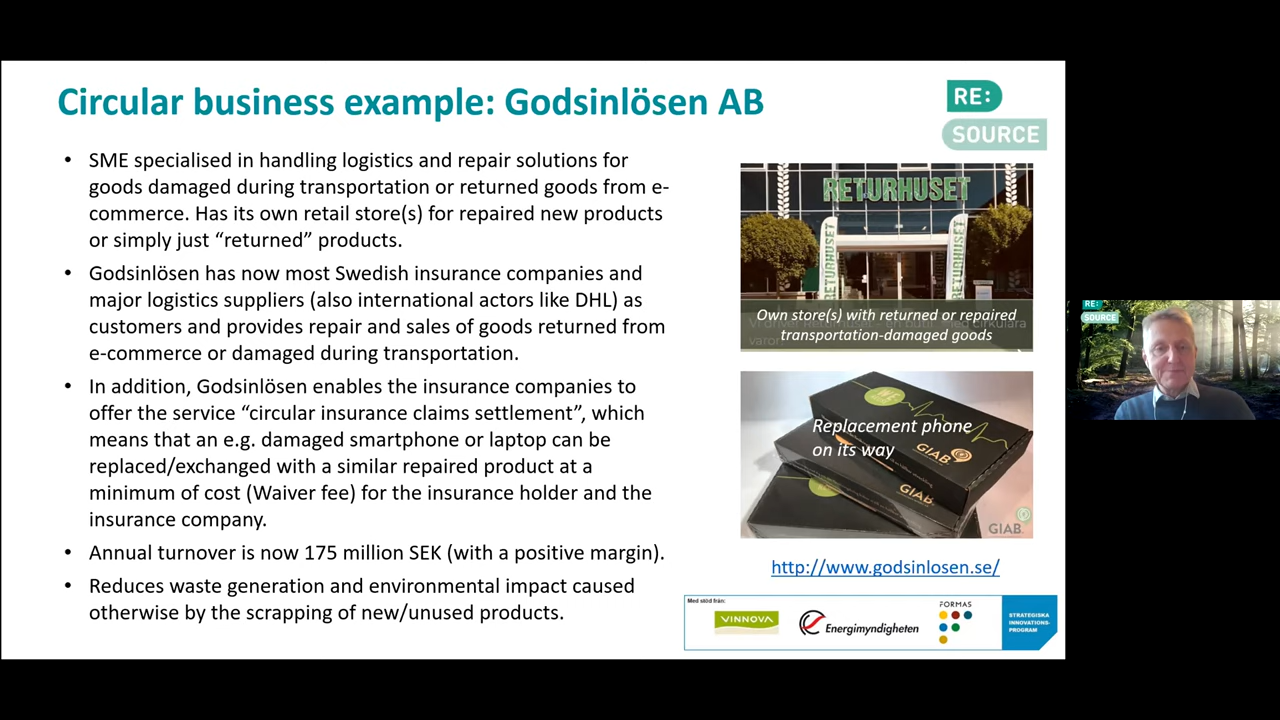 Circular business example: Godsinlösen AB
RE:
SOURCE
• SME specialised in handling logistics and repair solutions for
goods damaged during transportation or returned goods from e-
commerce. Has its own retail store(s) for repaired new products
or simply just “returned” products.
• Godsinlösen has now most Swedish insurance companies and
major logistics suppliers (also international actors like DHL) as
customers and provides repair and sales of goods returned from
e-commerce or damaged during transportation.
• In addition, Godsinlösen enables the insurance companies to
offer the service “circular insurance claims settlement”, which
means that an e.g. damaged smartphone or laptop can be
replaced/exchanged with a similar repaired product at a
minimum of cost (Waiver fee) for the insurance holder and the
insurance company.
• Annual turnover is now 175 million SEK (with a positive margin).
• Reduces waste generation and environmental impact caused
otherwise by the scrapping of new/unused products.
RETURHUSET
RETURHUSET
RETURHUSET
Own store(s) with returned or repaired
transportation-damaged goods
Replacement phone
on its way
GIAB
GIAB
GIAB
http://www.godsinlosen.se/
Med stöd från:
VINNOVA
Energimyndigheten
FORMAS
STRATEGISKA
INNOVATIONS-
PROGRAM
RE:
SOURCE